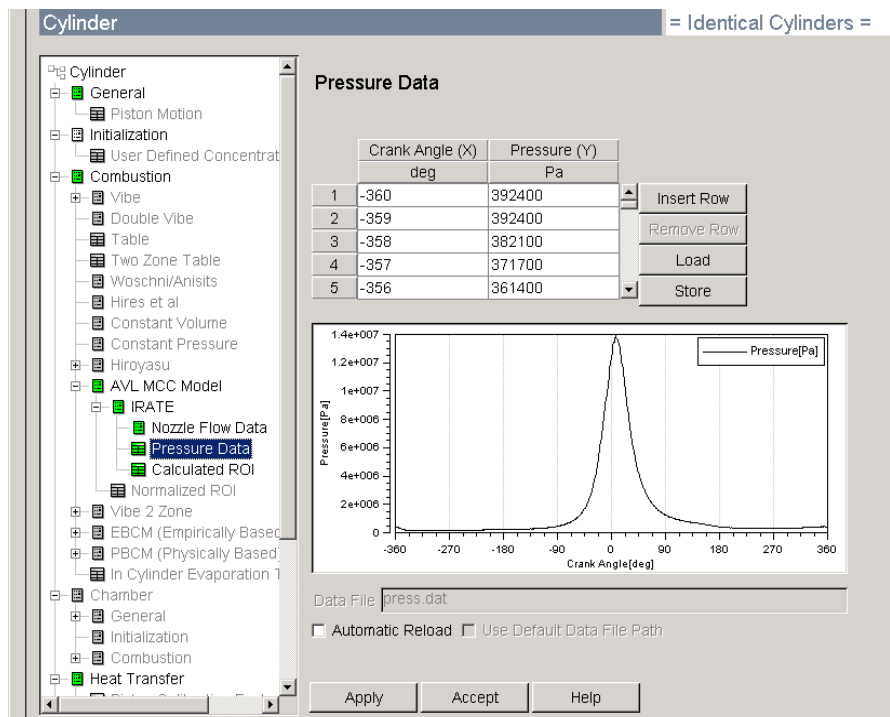 Cylinder
= Identical Cylinders =
Cylinder
General
Piston Motion
Initialization
User Defined Concentrat
Combustion
Vibe
Double Vibe
Table
Two Zone Table
Woschni/Anisits
Hires et al
Constant Volume
Constant Pressure
Hiroyasu
AVL MCC Model
IRATE
Nozzle Flow Data
Pressure Data
Calculated ROI
Normalized ROI
Vibe 2 Zone
EBCM (Empirically Based
PBCM (Physically Based)
In Cylinder Evaporation T
Chamber
General
Initialization
Combustion
Heat Transfer
Pressure Data
Crank Angle (X) Pressure (Y)
deg Pa
1 -360 392400
2 -359 392400
3 -358 382100
4 -357 371700
5 -356 361400
Insert Row
Remove Row
Load
Store
1.4e+007
1.2e+007
1e+007
8e+006
6e+006
4e+006
2e+006
0
Pressure[Pa]
Pressure[Pa]
-360 -270 -180 -90 0 90 180 270 360
Crank Angle[deg]
Data File press.dat
Automatic Reload Use Default Data File Path
Apply Accept Help